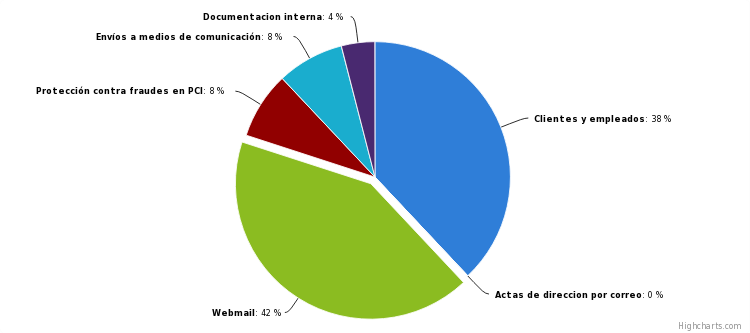 Documentacion interna: 4 %
Envíos a medios de comunicación: 8 %
Protección contra fraudes en PCI: 8 %
Clientes y empleados: 38 %
Actas de direccion por correo: 0 %
Webmail: 42 %
Highcharts.com